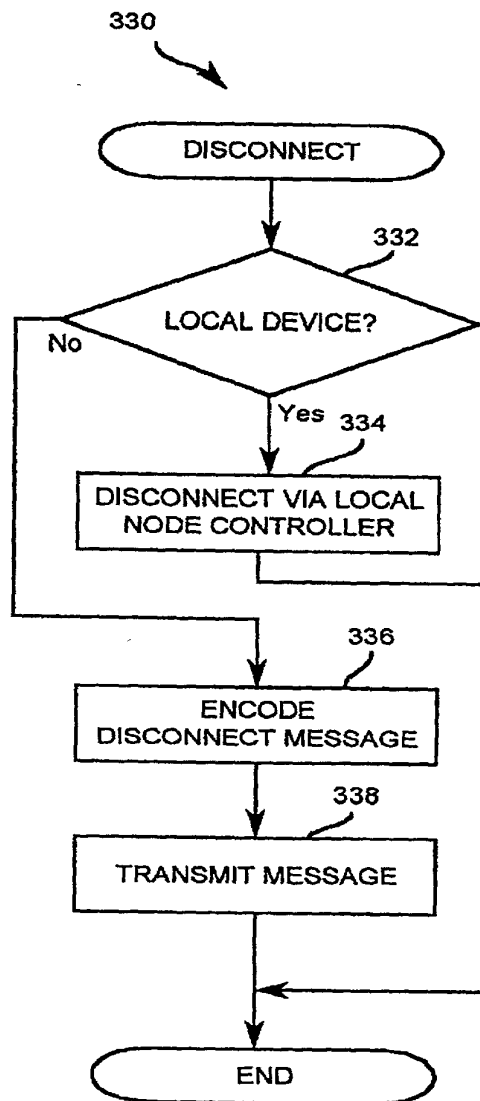 330
DISCONNECT
332
LOCAL DEVICE?
No
Yes
334
DISCONNECT VIA LOCAL
NODE CONTROLLER
336
ENCODE
DISCONNECT MESSAGE
338
TRANSMIT MESSAGE
END